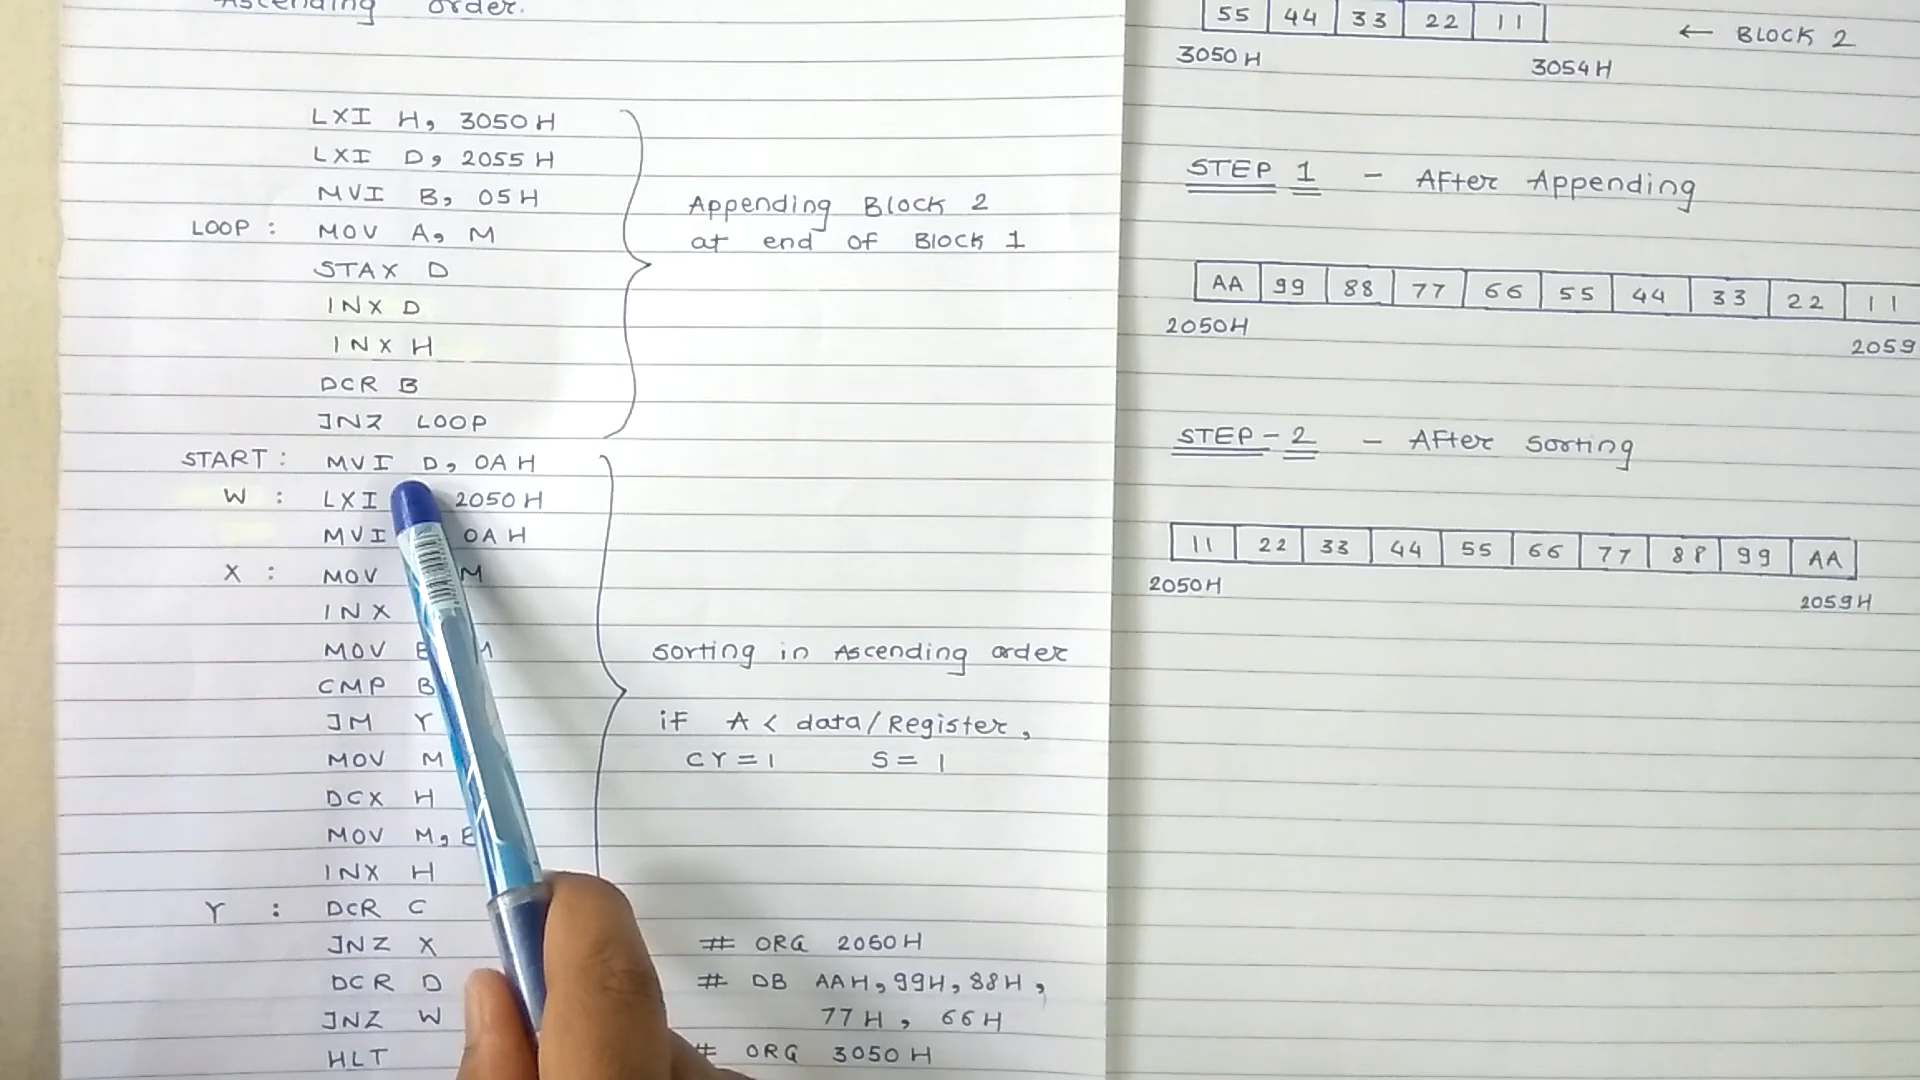 Ascending order.
LXI H, 3050H
LXI D, 2055H
MVI B, 05H
LOOP : MOV A, M
STAX D
INX D
INX H
DCR B
JNZ LOOP
Appending Block 2
at end of Block 1
START : MVI D, 0AH
W : LXI 2050H
MVI 0AH
X : MOV M
INX
MOV
CMP B
JM Y
MOV M
DCX H
MOV M,
INX H
Y : DCR C
JNZ X
DCR D
JNZ W
HLT
Sorting in Ascending order
if A < data/Register,
CY = 1 S = 1
# ORG 2050H
# DB AAH, 99H, 88H,
77H, 66H
# ORG 3050H
55 44 33 22 11
← BLOCK 2
3050H 3054H
STEP 1 - After Appending
AA 99 88 77 66 55 44 33 22 11
2050H 2059
STEP-2 - After sorting
11 22 33 44 55 66 77 88 99 AA
2050H 2059H